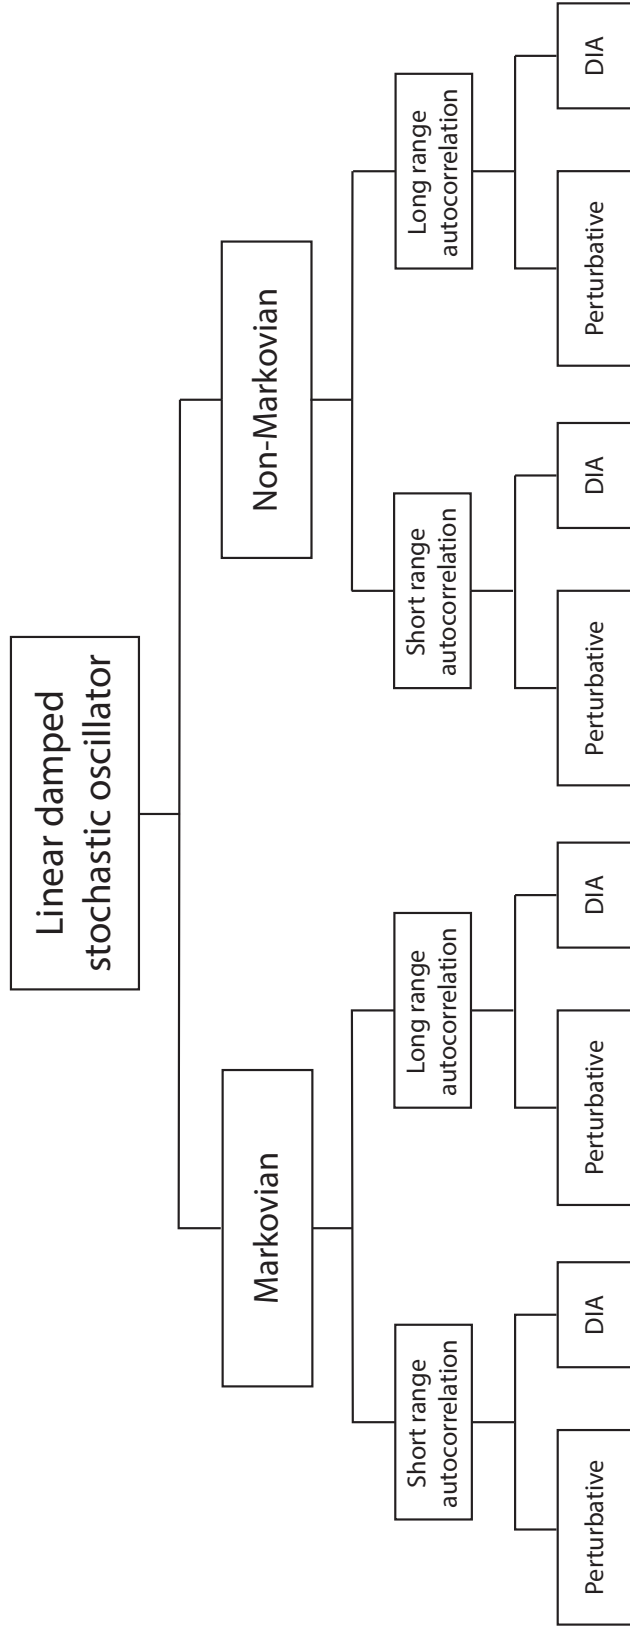 Linear damped
stochastic oscillator
Markovian
Non-Markovian
Short range
autocorrelation
Long range
autocorrelation
Short range
autocorrelation
Long range
autocorrelation
Perturbative
DIA
Perturbative
DIA
Perturbative
DIA
Perturbative
DIA